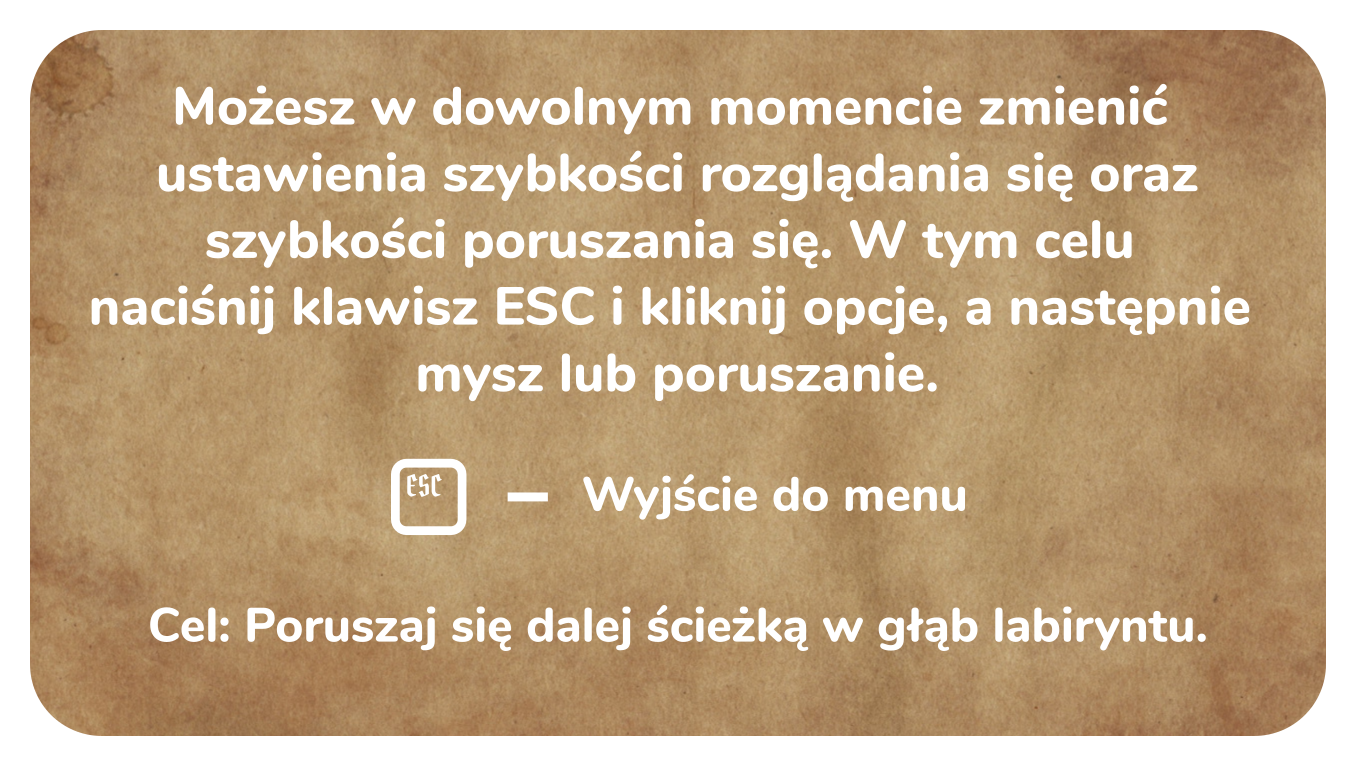 Możesz w dowolnym momencie zmienić
ustawienia szybkości rozglądania się oraz
szybkości poruszania się. W tym celu
naciśnij klawisz ESC i kliknij opcje, a następnie
mysz lub poruszanie.
ESC – Wyjście do menu
Cel: Poruszaj się dalej ścieżką w głąb labiryntu.